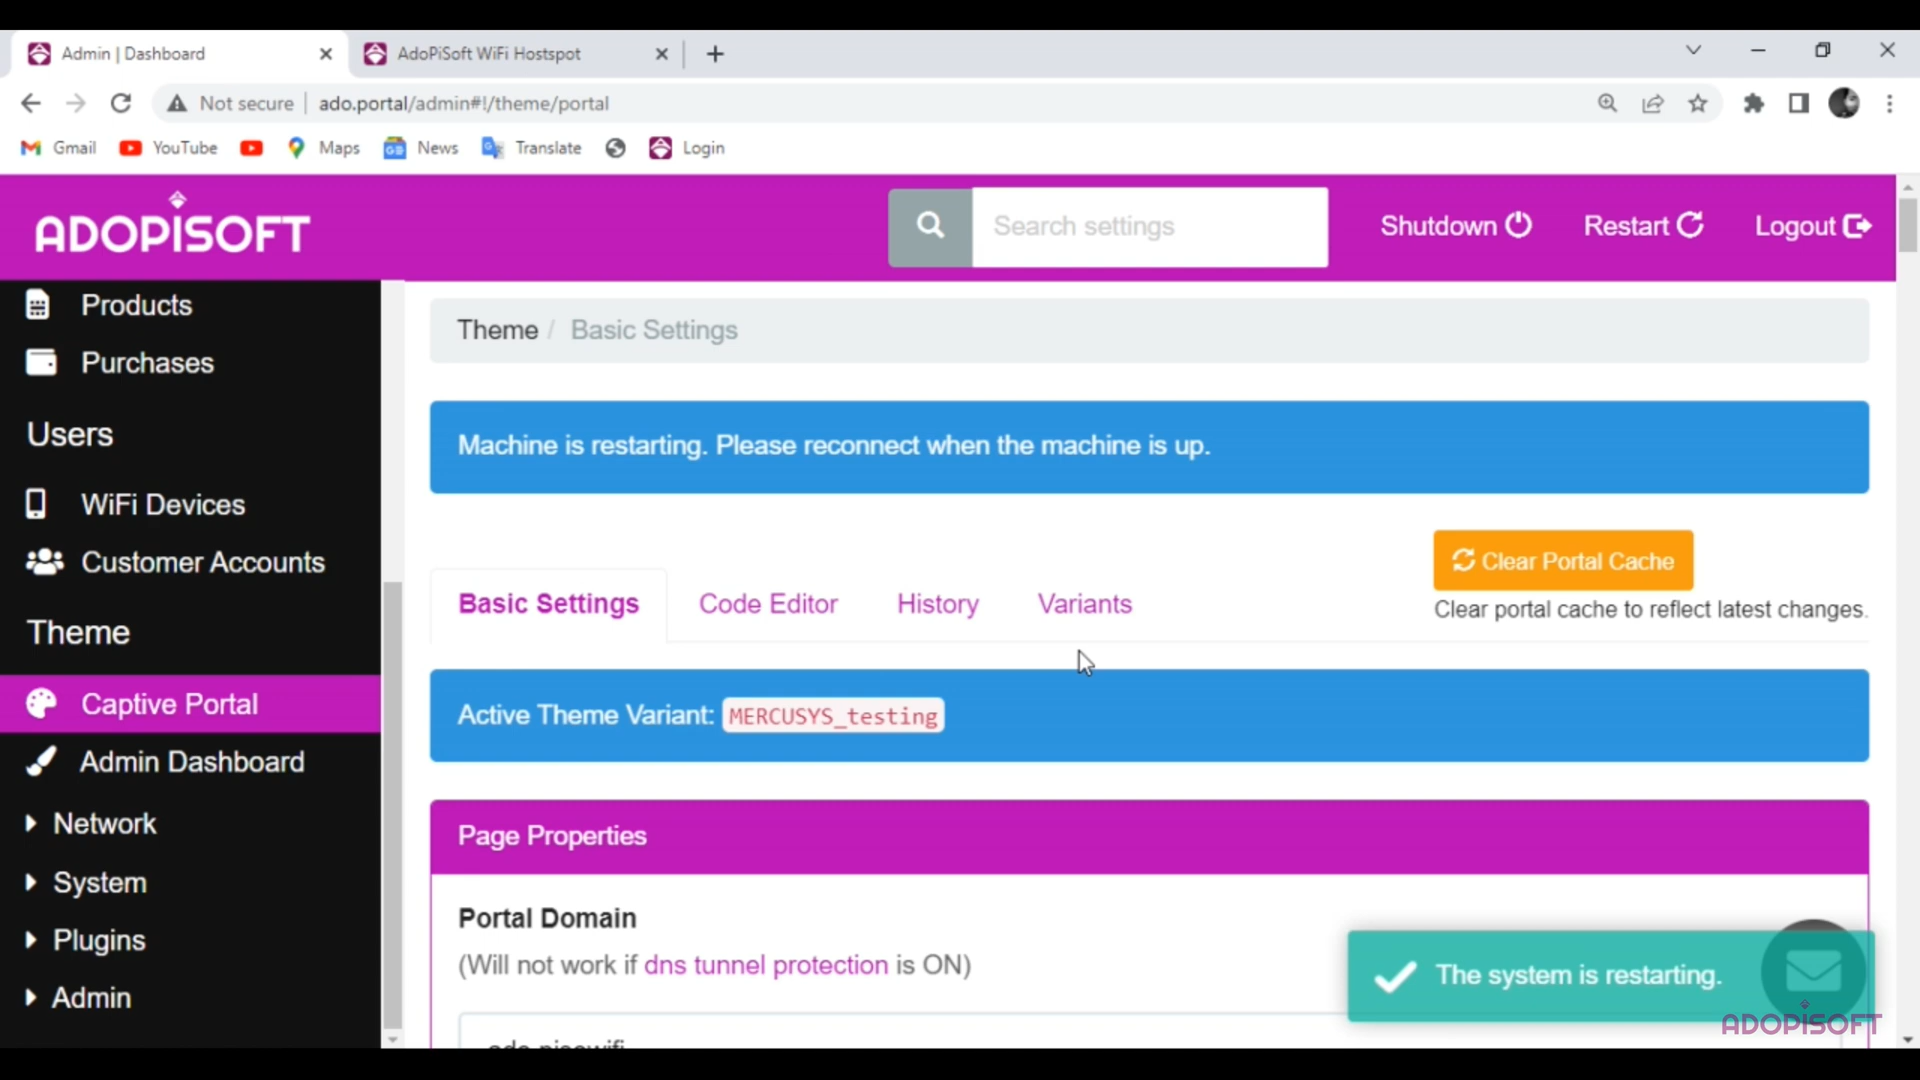 Admin | Dashboard
AdoPiSoft WiFi Hostspot
Not secure
ado.portal/admin#!/theme/portal
Gmail
YouTube
Maps
News
Translate
Login
ADOPISOFT
Search settings
Shutdown
Restart
Logout
Products
Purchases
Users
WiFi Devices
Customer Accounts
Theme
Captive Portal
Admin Dashboard
Network
System
Plugins
Admin
Theme / Basic Settings
Machine is restarting. Please reconnect when the machine is up.
Clear Portal Cache
Clear portal cache to reflect latest changes.
Basic Settings
Code Editor
History
Variants
Active Theme Variant: MERCUSYS_testing
Page Properties
Portal Domain
(Will not work if dns tunnel protection is ON)
The system is restarting.
ADOPISOFT